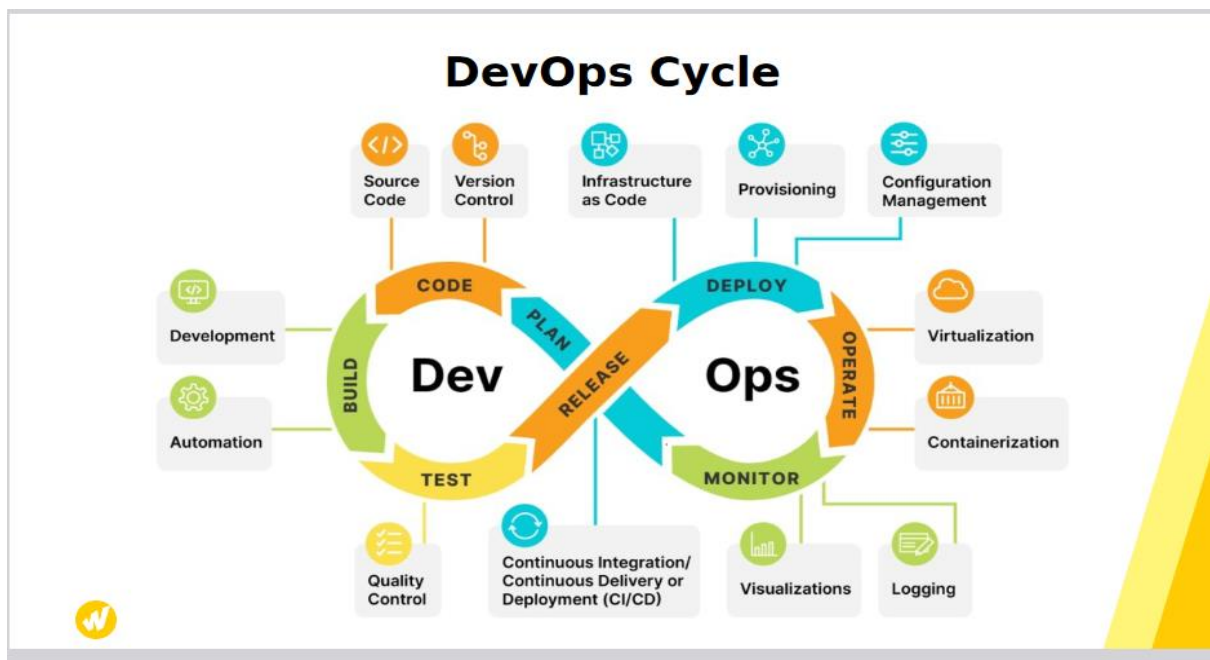 DevOps Cycle
Source
Code
Version
Control
Infrastructure
as Code
Provisioning
Configuration
Management
CODE
PLAN
DEPLOY
Development
BUILD
Dev
RELEASE
Ops
OPERATE
Virtualization
Automation
Containerization
TEST
MONITOR
Quality
Control
Continuous Integration/
Continuous Delivery or
Deployment (CI/CD)
Visualizations
Logging